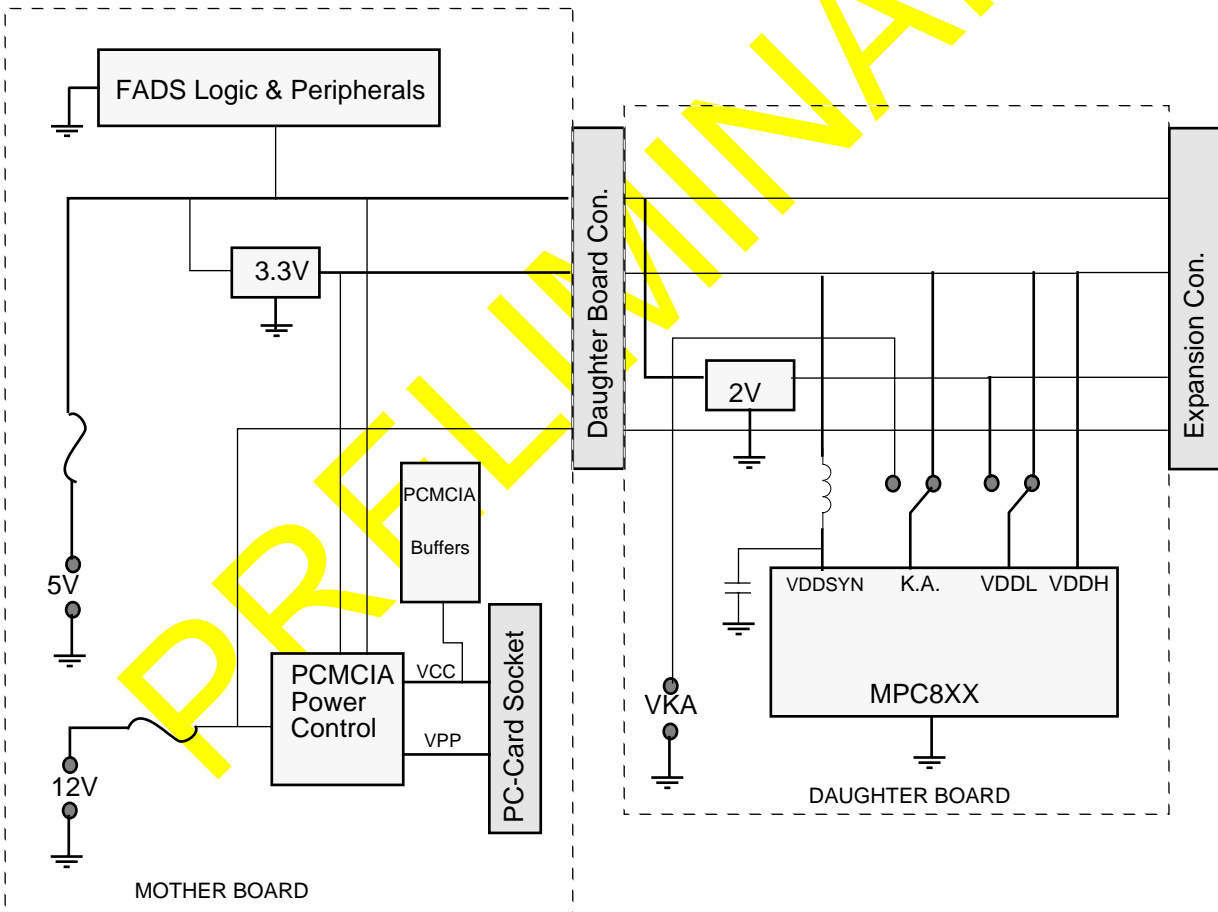 FADS Logic & Peripherals
3.3V
Daughter Board Con.
Expansion Con.
2V
PCMCIA
Buffers
5V
VDDSYN
K.A.
VDDL
VDDH
PCMCIA
Power
Control
VCC
VPP
PC-Card Socket
MPC8XX
VKA
12V
DAUGHTER BOARD
MOTHER BOARD